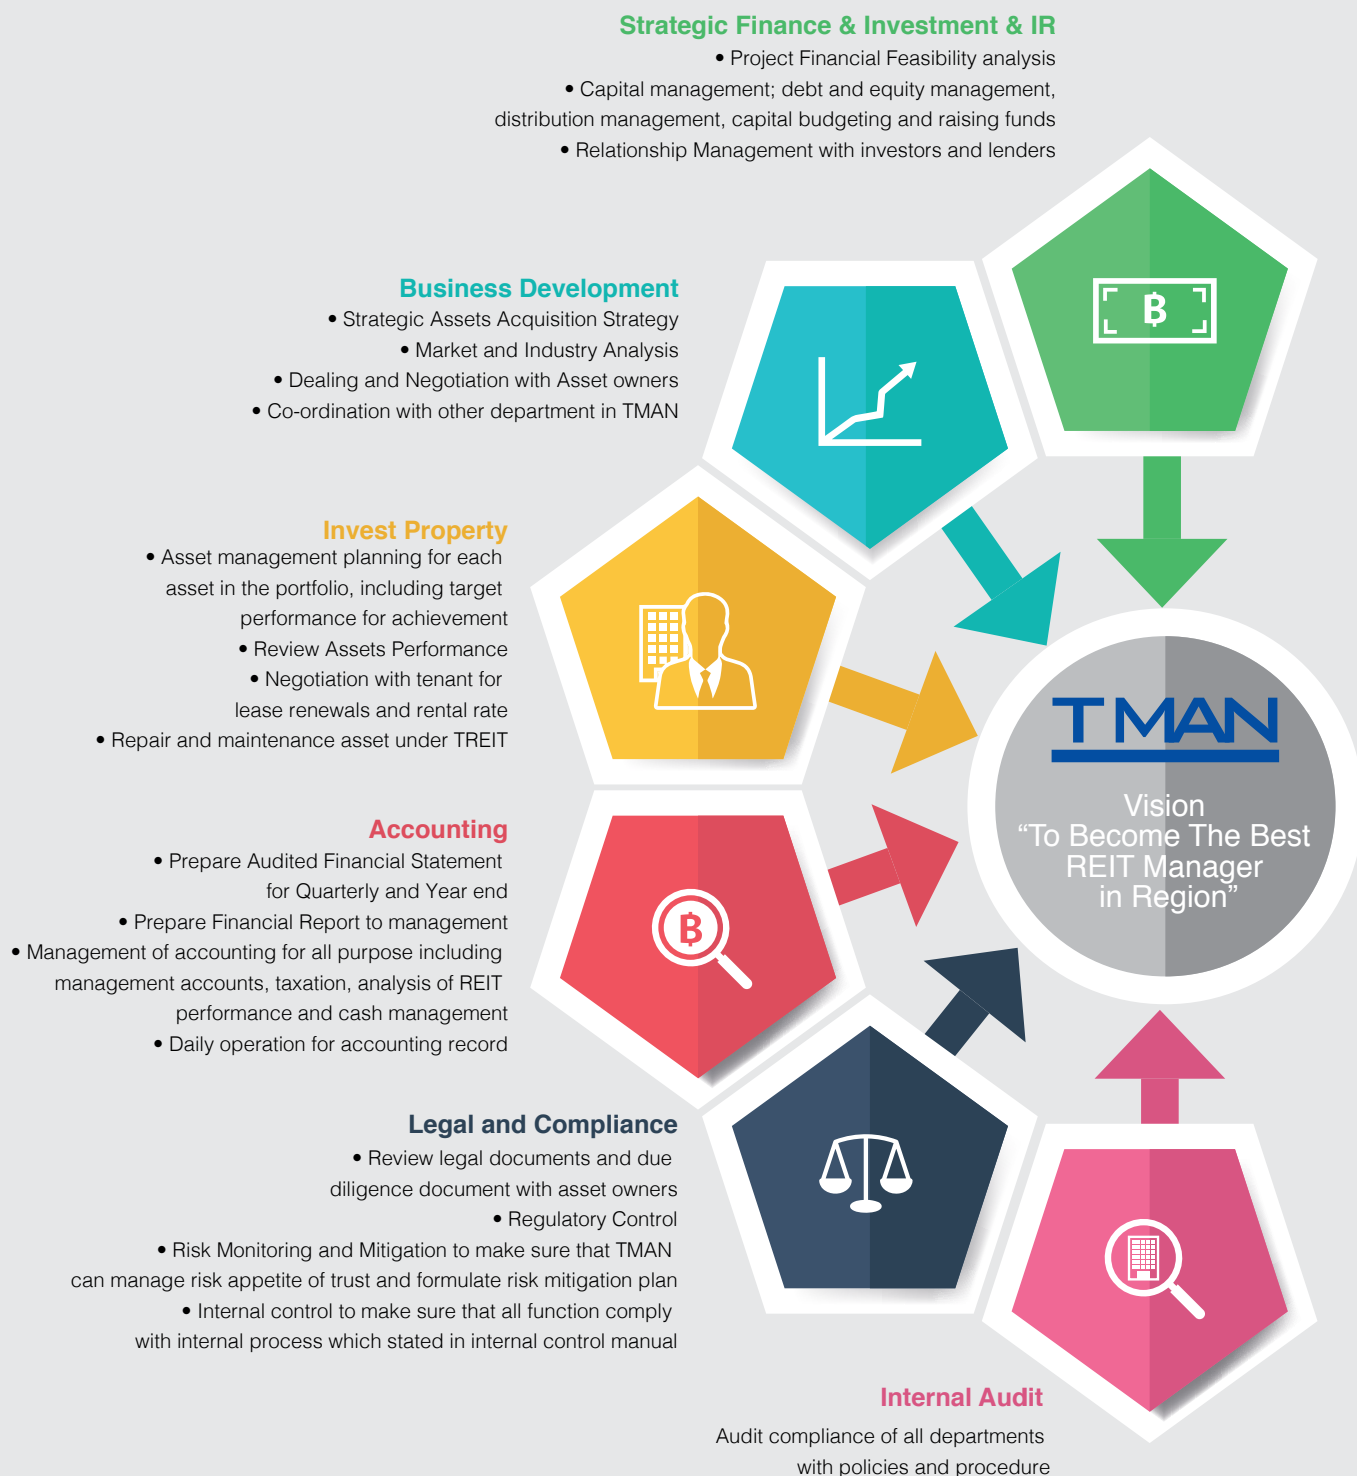 Strategic Finance & Investment & IR
• Project Financial Feasibility analysis
• Capital management; debt and equity management,
distribution management, capital budgeting and raising funds
• Relationship Management with investors and lenders
฿
Business Development
• Strategic Assets Acquisition Strategy
• Market and Industry Analysis
• Dealing and Negotiation with Asset owners
• Co-ordination with other department in TMAN
Invest Property
• Asset management planning for each
asset in the portfolio, including target
performance for achievement
• Review Assets Performance
• Negotiation with tenant for
lease renewals and rental rate
• Repair and maintenance asset under TREIT
TMAN
Vision
“To Become The Best
REIT Manager
in Region”
Accounting
• Prepare Audited Financial Statement
for Quarterly and Year end
• Prepare Financial Report to management
• Management of accounting for all purpose including
management accounts, taxation, analysis of REIT
performance and cash management
• Daily operation for accounting record
฿
Legal and Compliance
• Review legal documents and due
diligence document with asset owners
• Regulatory Control
• Risk Monitoring and Mitigation to make sure that TMAN
can manage risk appetite of trust and formulate risk mitigation plan
• Internal control to make sure that all function comply
with internal process which stated in internal control manual
Internal Audit
Audit compliance of all departments
with policies and procedure